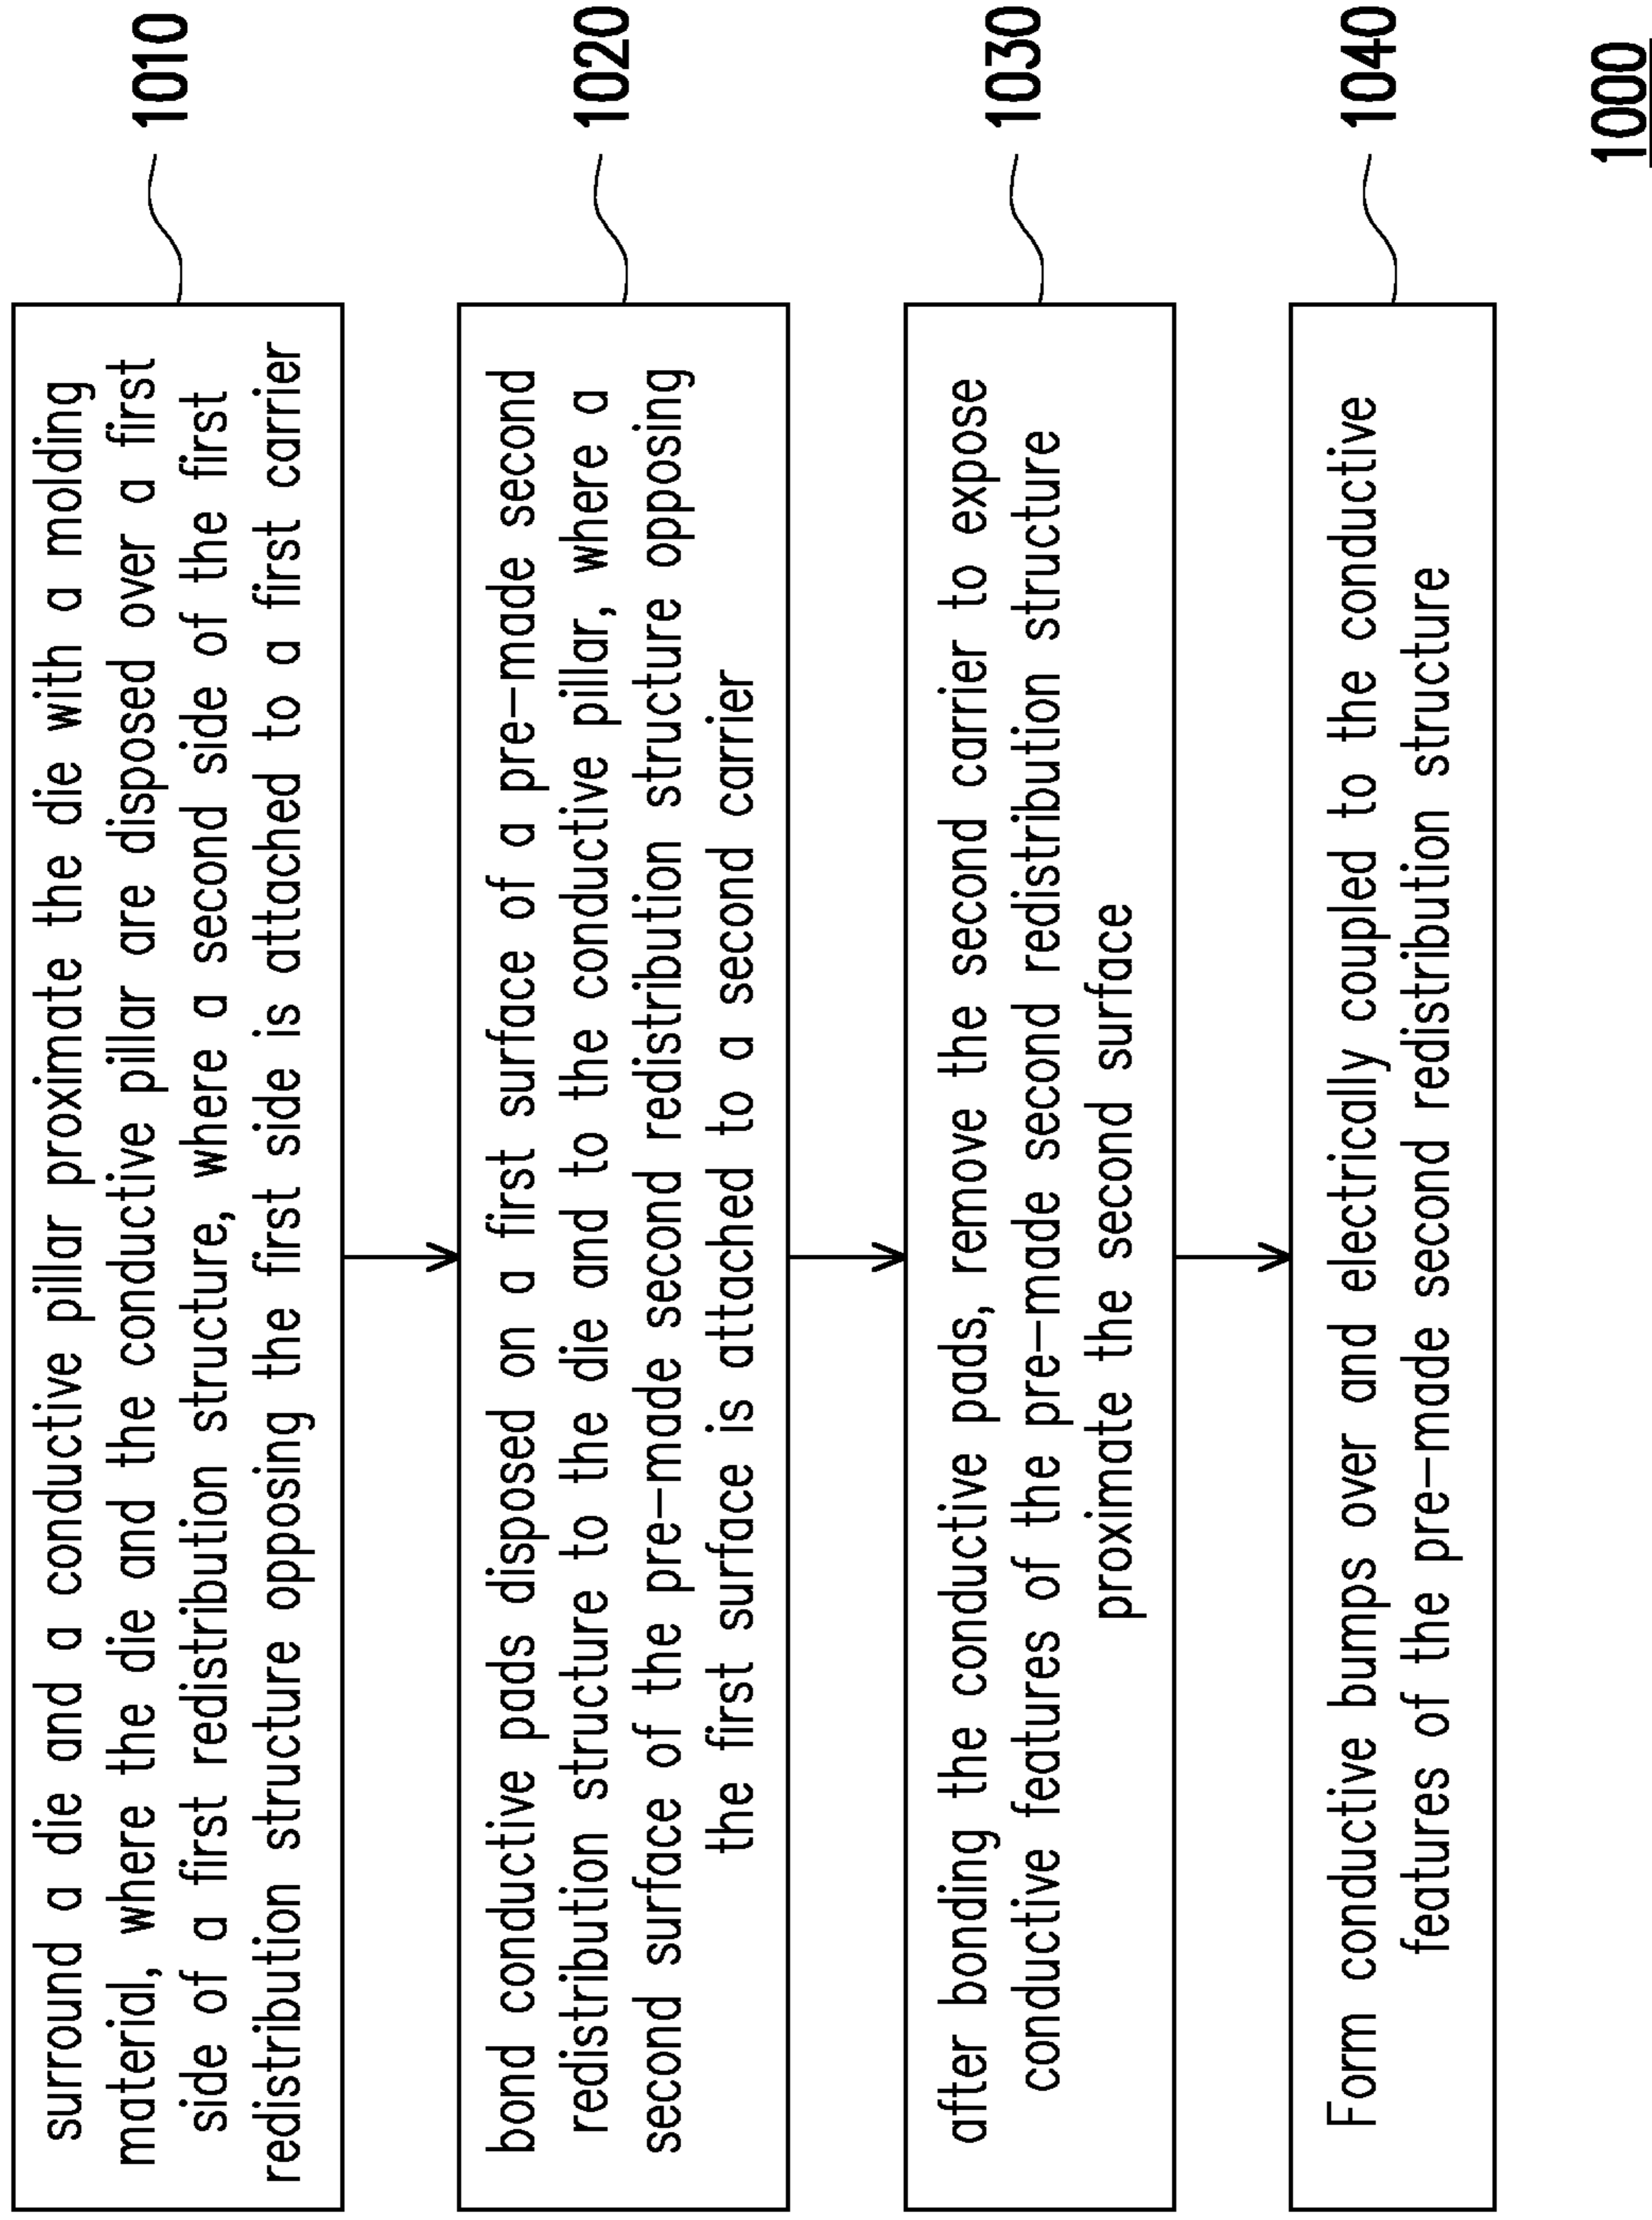 surround a die and a conductive pillar proximate the die with a molding
material, where the die and the conductive pillar are disposed over a first
side of a first redistribution structure, where a second side of the first
redistribution structure opposing the first side is attached to a first carrier
1010
bond conductive pads disposed on a first surface of a pre-made second
redistribution structure to the die and to the conductive pillar, where a
second surface of the pre-made second redistribution structure opposing
the first surface is attached to a second carrier
1020
after bonding the conductive pads, remove the second carrier to expose
conductive features of the pre-made second redistribution structure
proximate the second surface
1030
Form conductive bumps over and electrically coupled to the conductive
features of the pre-made second redistribution structure
1040
1000